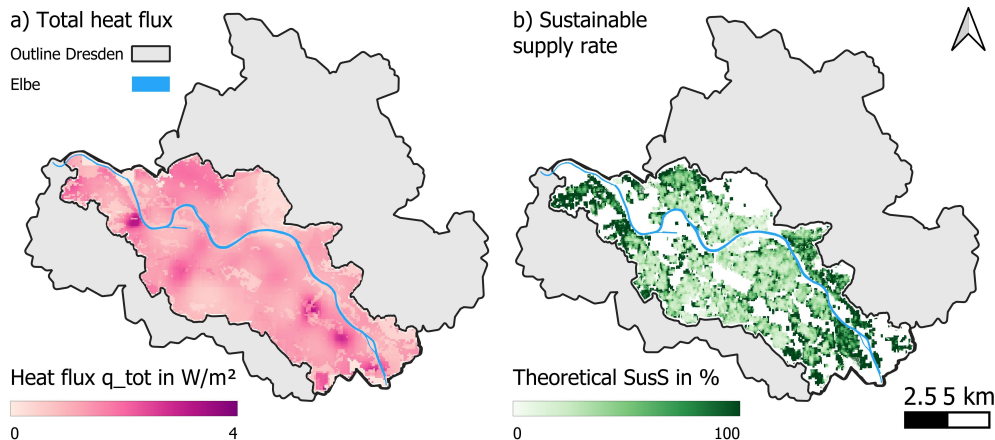 a) Total heat flux
Outline Dresden
Elbe
Heat flux q_tot in W/m²
0 4
b) Sustainable
supply rate
Theoretical SusS in %
0 100
2.5 5 km